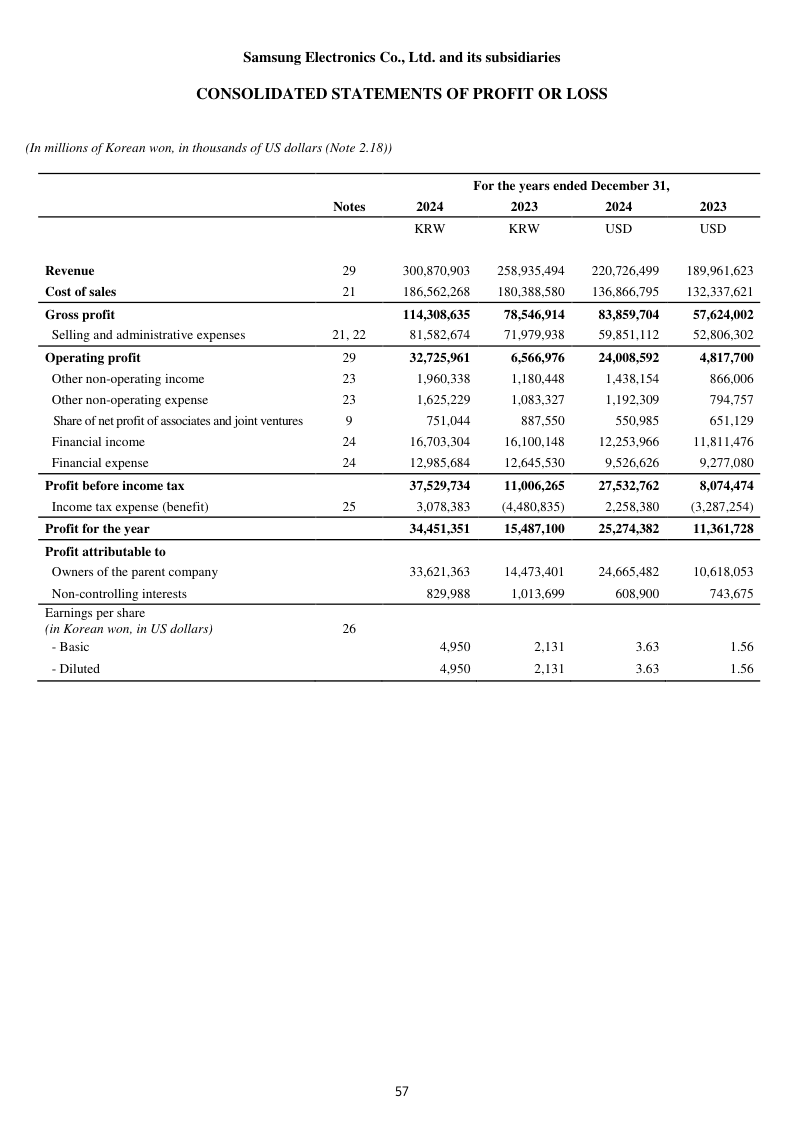 Samsung Electronics Co., Ltd. and its subsidiaries
CONSOLIDATED STATEMENTS OF PROFIT OR LOSS
(In millions of Korean won, in thousands of US dollars (Note 2.18))
For the years ended December 31,
Notes 2024 2023 2024 2023
KRW KRW USD USD
Revenue 29 300,870,903 258,935,494 220,726,499 189,961,623
Cost of sales 21 186,562,268 180,388,580 136,866,795 132,337,621
Gross profit 114,308,635 78,546,914 83,859,704 57,624,002
Selling and administrative expenses 21, 22 81,582,674 71,979,938 59,851,112 52,806,302
Operating profit 29 32,725,961 6,566,976 24,008,592 4,817,700
Other non-operating income 23 1,960,338 1,180,448 1,438,154 866,006
Other non-operating expense 23 1,625,229 1,083,327 1,192,309 794,757
Share of net profit of associates and joint ventures 9 751,044 887,550 550,985 651,129
Financial income 24 16,703,304 16,100,148 12,253,966 11,811,476
Financial expense 24 12,985,684 12,645,530 9,526,626 9,277,080
Profit before income tax 37,529,734 11,006,265 27,532,762 8,074,474
Income tax expense (benefit) 25 3,078,383 (4,480,835) 2,258,380 (3,287,254)
Profit for the year 34,451,351 15,487,100 25,274,382 11,361,728
Profit attributable to
Owners of the parent company 33,621,363 14,473,401 24,665,482 10,618,053
Non-controlling interests 829,988 1,013,699 608,900 743,675
Earnings per share
(in Korean won, in US dollars) 26
- Basic 4,950 2,131 3.63 1.56
- Diluted 4,950 2,131 3.63 1.56
57